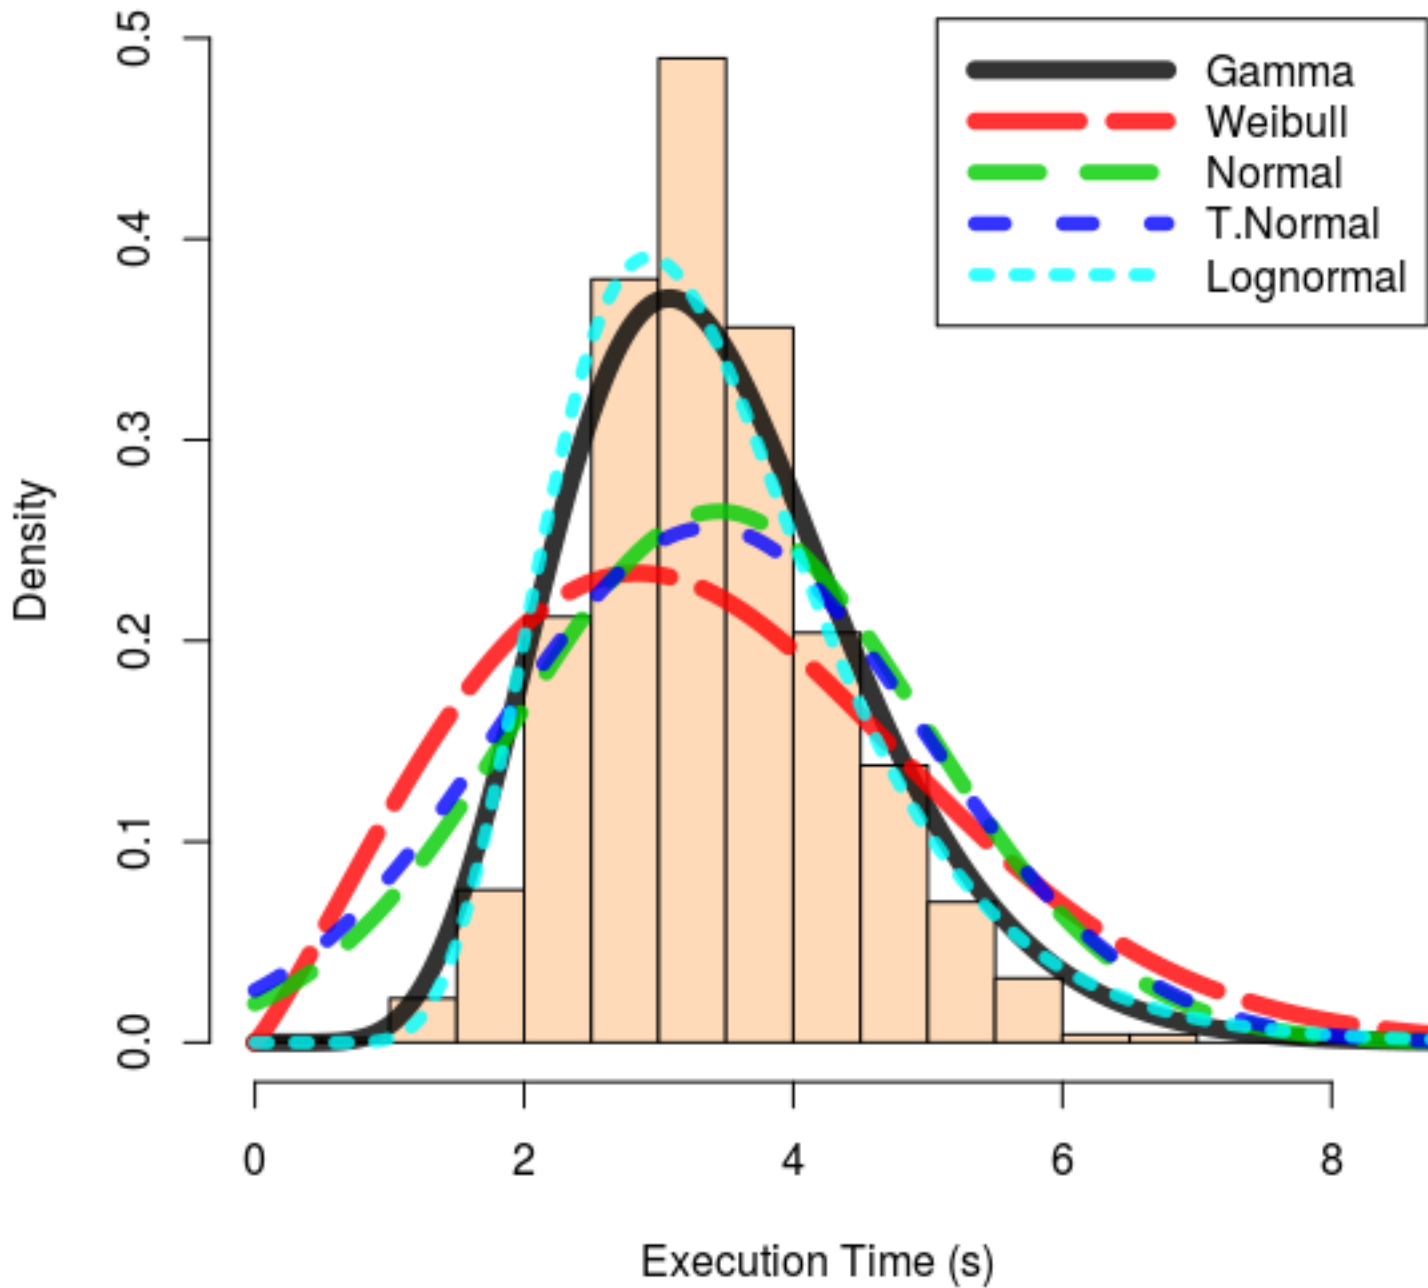 Gamma
Weibull
Normal
T.Normal
Lognormal
0.5
0.4
0.3
0.2
0.1
0.0
Density
0 2 4 6 8
Execution Time (s)